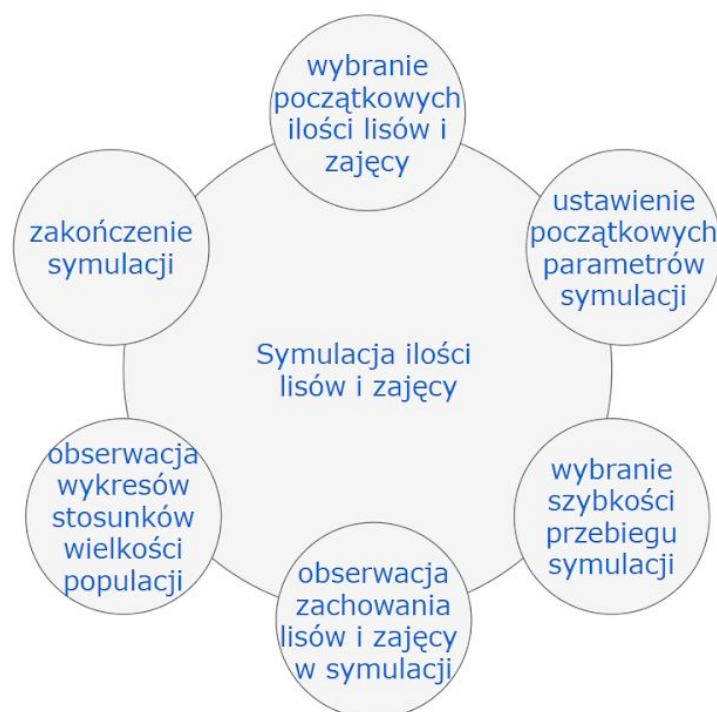 wybranie
początkowych
ilości lisów i
zajęcy
ustawienie
początkowych
parametrów
symulacji
wybranie
szybkości
przebiegu
symulacji
obserwacja
zachowania
lisów i zajęcy
w symulacji
obserwacja
wykresów
stosunków
wielkości
populacji
zakończenie
symulacji
Symulacja ilości
lisów i zajęcy